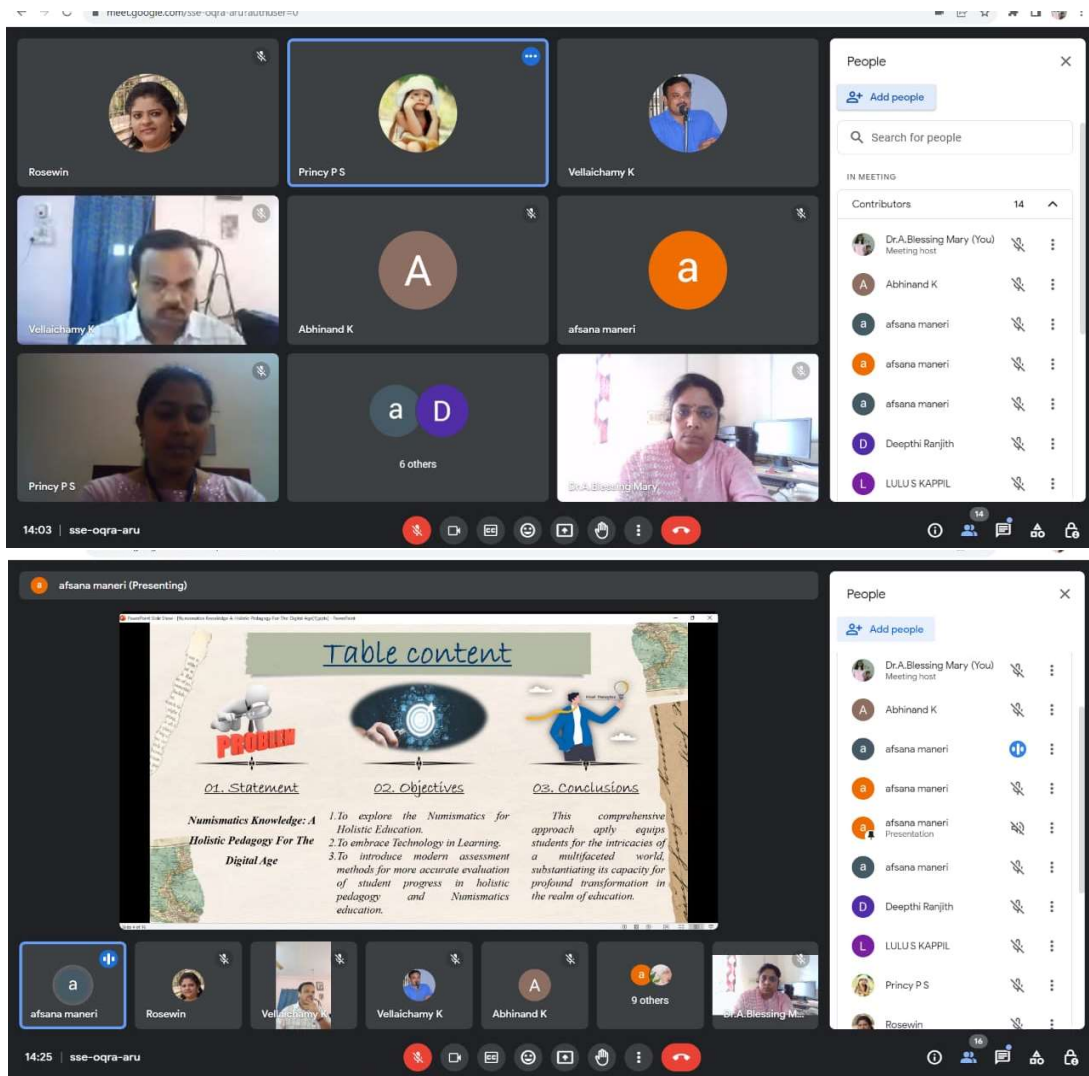 meet.google.com/sse-oqra-aru?authuser=0
Rosewin
Princy P S
Vellaichamy K
Vellaichamy K
A
Abhinand K
a
afsana maneri
Princy P S
a D
6 others
Dr.A.Blessing Mary
14:03 | sse-oqra-aru
CC
14
People
Add people
Search for people
IN MEETING
Contributors 14
Dr.A.Blessing Mary (You)
Meeting host
A Abhinand K
a afsana maneri
a afsana maneri
a afsana maneri
D Deepthi Ranjith
L LULU S KAPPIL
a afsana maneri (Presenting)
Table content
PROBLEM
01. Statement
Numismatics Knowledge: A
Holistic Pedagogy For The
Digital Age
02. Objectives
1.To explore the Numismatics for
Holistic Education.
2.To embrace Technology in Learning.
3.To introduce modern assessment
methods for more accurate evaluation
of student progress in holistic
pedagogy and Numismatics
education.
03. Conclusions
This comprehensive
approach aptly equips
students for the intricacies of
a multifaceted world,
substantiating its capacity for
profound transformation in
the realm of education.
a
afsana maneri
Rosewin
Vellaichamy K
Vellaichamy K
A
Abhinand K
a
9 others
Dr.A.Blessing M...
14:25 | sse-oqra-aru
CC
16
People
Add people
Dr.A.Blessing Mary (You)
Meeting host
A Abhinand K
a afsana maneri
a afsana maneri
a afsana maneri
Presentation
a afsana maneri
D Deepthi Ranjith
L LULU S KAPPIL
Princy P S
Rosewin